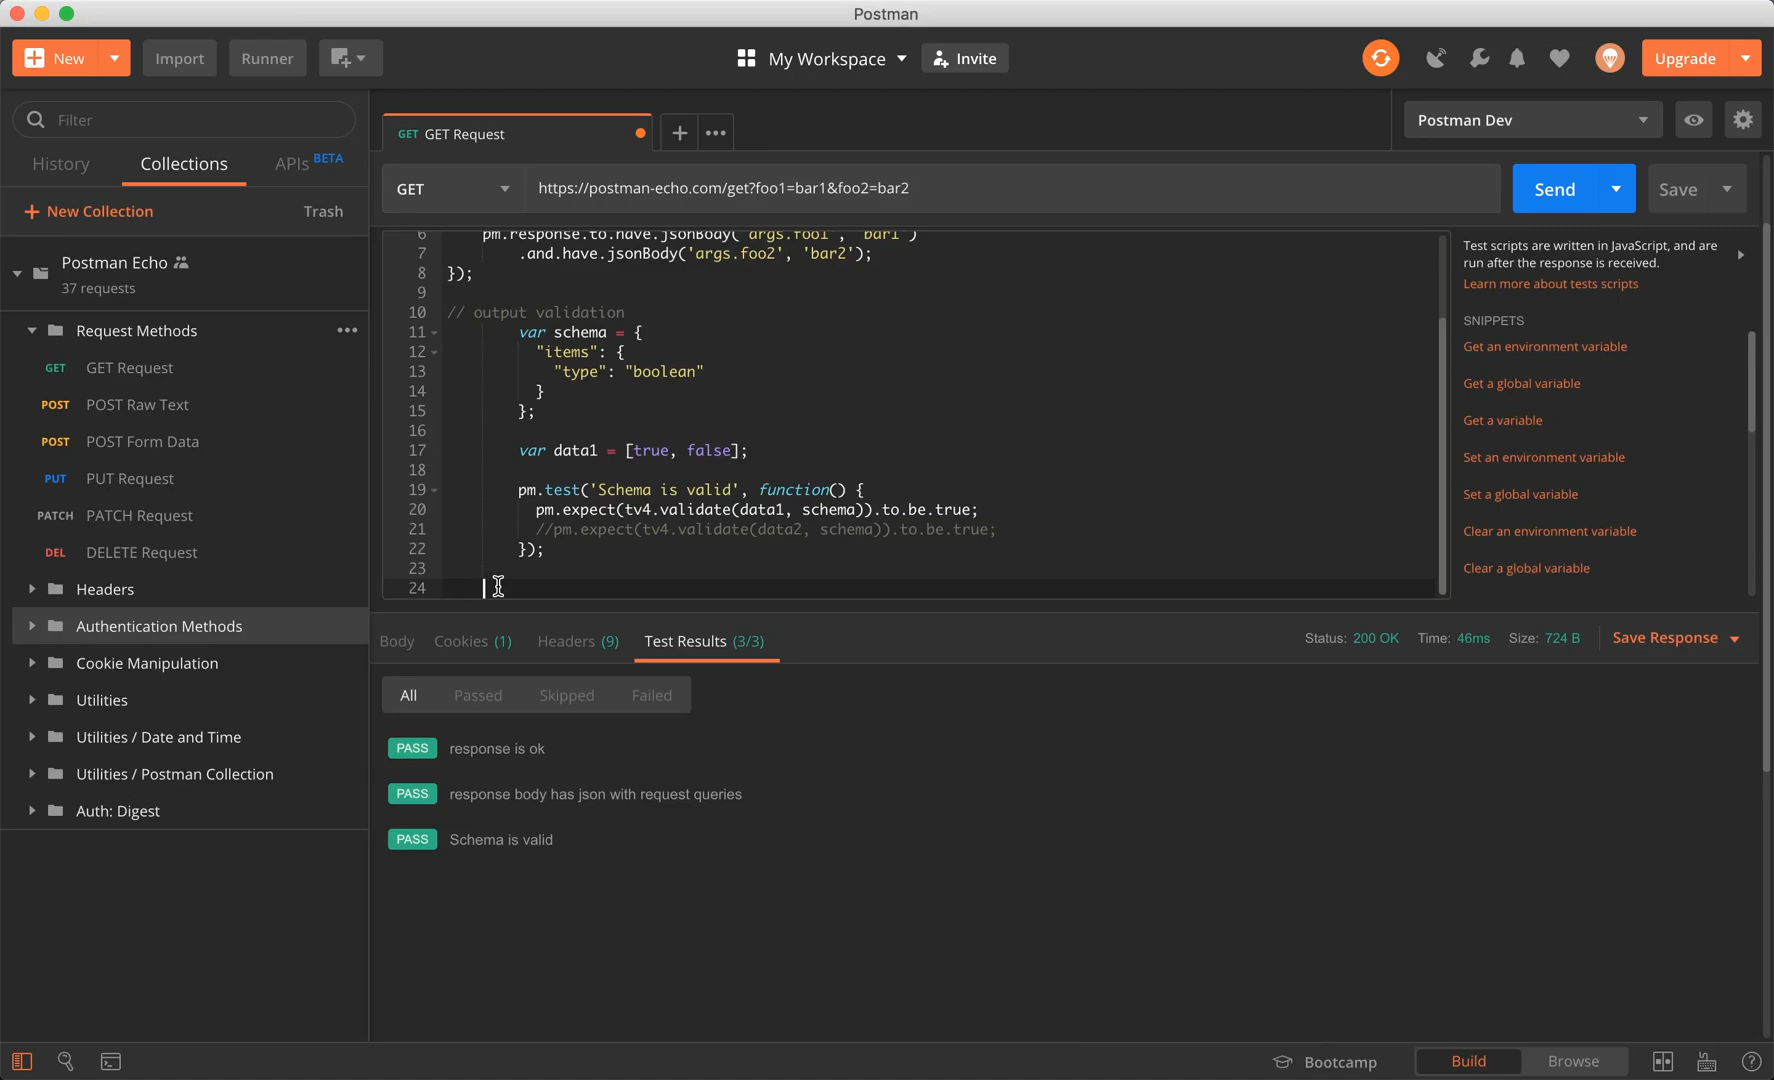 Postman
New
Import
Runner
My Workspace
Invite
Upgrade
Filter
History
Collections
APIs BETA
New Collection
Trash
Postman Echo
37 requests
Request Methods
GET GET Request
POST POST Raw Text
POST POST Form Data
PUT PUT Request
PATCH PATCH Request
DEL DELETE Request
Headers
Authentication Methods
Cookie Manipulation
Utilities
Utilities / Date and Time
Utilities / Postman Collection
Auth: Digest
GET GET Request
Postman Dev
GET
https://postman-echo.com/get?foo1=bar1&foo2=bar2
Send
Save
6 pm.response.to.have.jsonBody('args.foo1', 'bar1')
7 .and.have.jsonBody('args.foo2', 'bar2');
8 });
9
10 // output validation
11 var schema = {
12 "items": {
13 "type": "boolean"
14 }
15 };
16
17 var data1 = [true, false];
18
19 pm.test('Schema is valid', function() {
20 pm.expect(tv4.validate(data1, schema)).to.be.true;
21 //pm.expect(tv4.validate(data2, schema)).to.be.true;
22 });
23
24
Test scripts are written in JavaScript, and are
run after the response is received.
Learn more about tests scripts
SNIPPETS
Get an environment variable
Get a global variable
Get a variable
Set an environment variable
Set a global variable
Clear an environment variable
Clear a global variable
Body
Cookies (1)
Headers (9)
Test Results (3/3)
Status: 200 OK
Time: 46ms
Size: 724 B
Save Response
All
Passed
Skipped
Failed
PASS response is ok
PASS response body has json with request queries
PASS Schema is valid
Bootcamp
Build
Browse